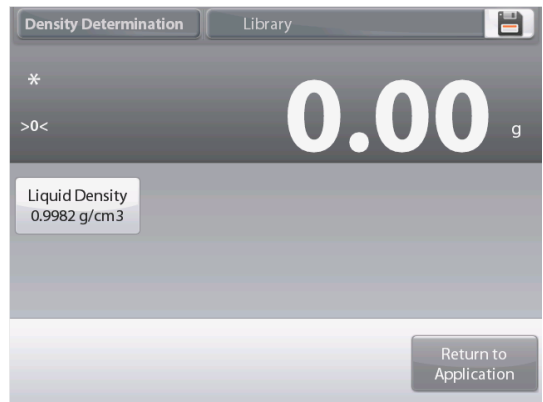 Density Determination Library
*
0.00
>0<
g
Liquid Density
0.9982 g/cm3
Return to
Application